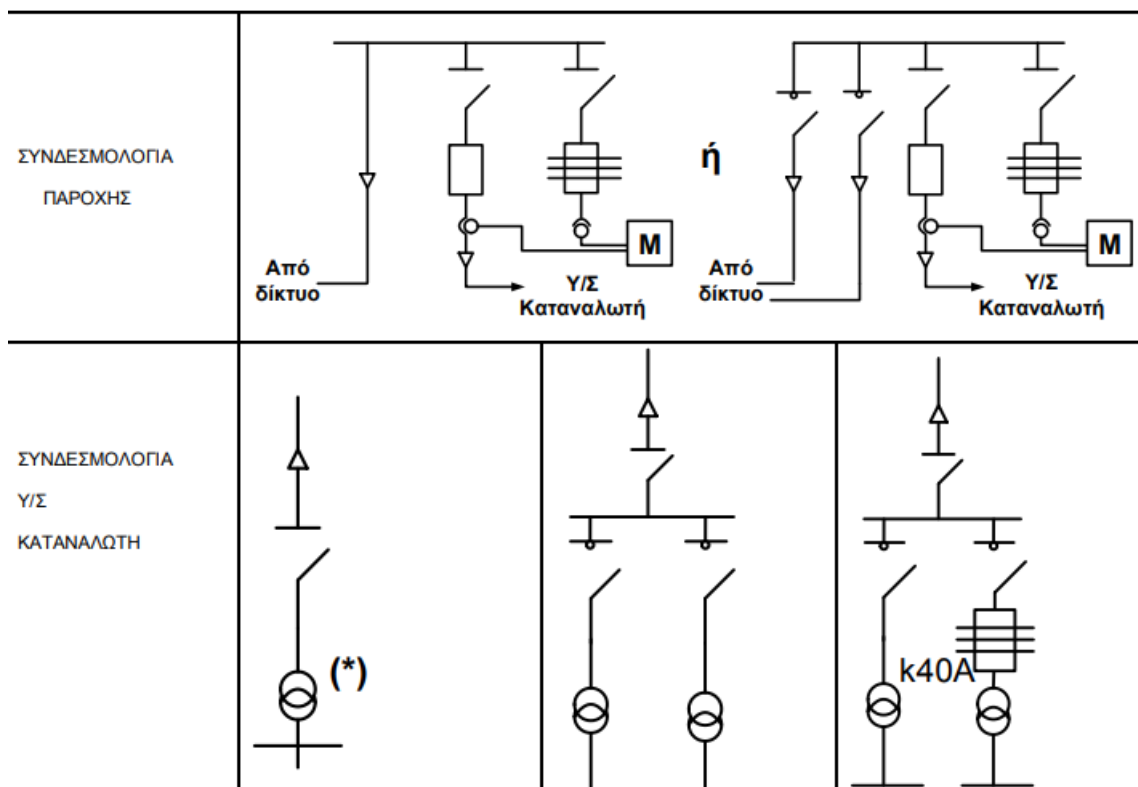 ΣΥΝΔΕΣΜΟΛΟΓΙΑ
ΠΑΡΟΧΗΣ
Από
δίκτυο
M
Υ/Σ
Καταναλωτή
ή
Από
δίκτυο
M
Υ/Σ
Καταναλωτή
ΣΥΝΔΕΣΜΟΛΟΓΙΑ
Υ/Σ
ΚΑΤΑΝΑΛΩΤΗ
(*)
k40A